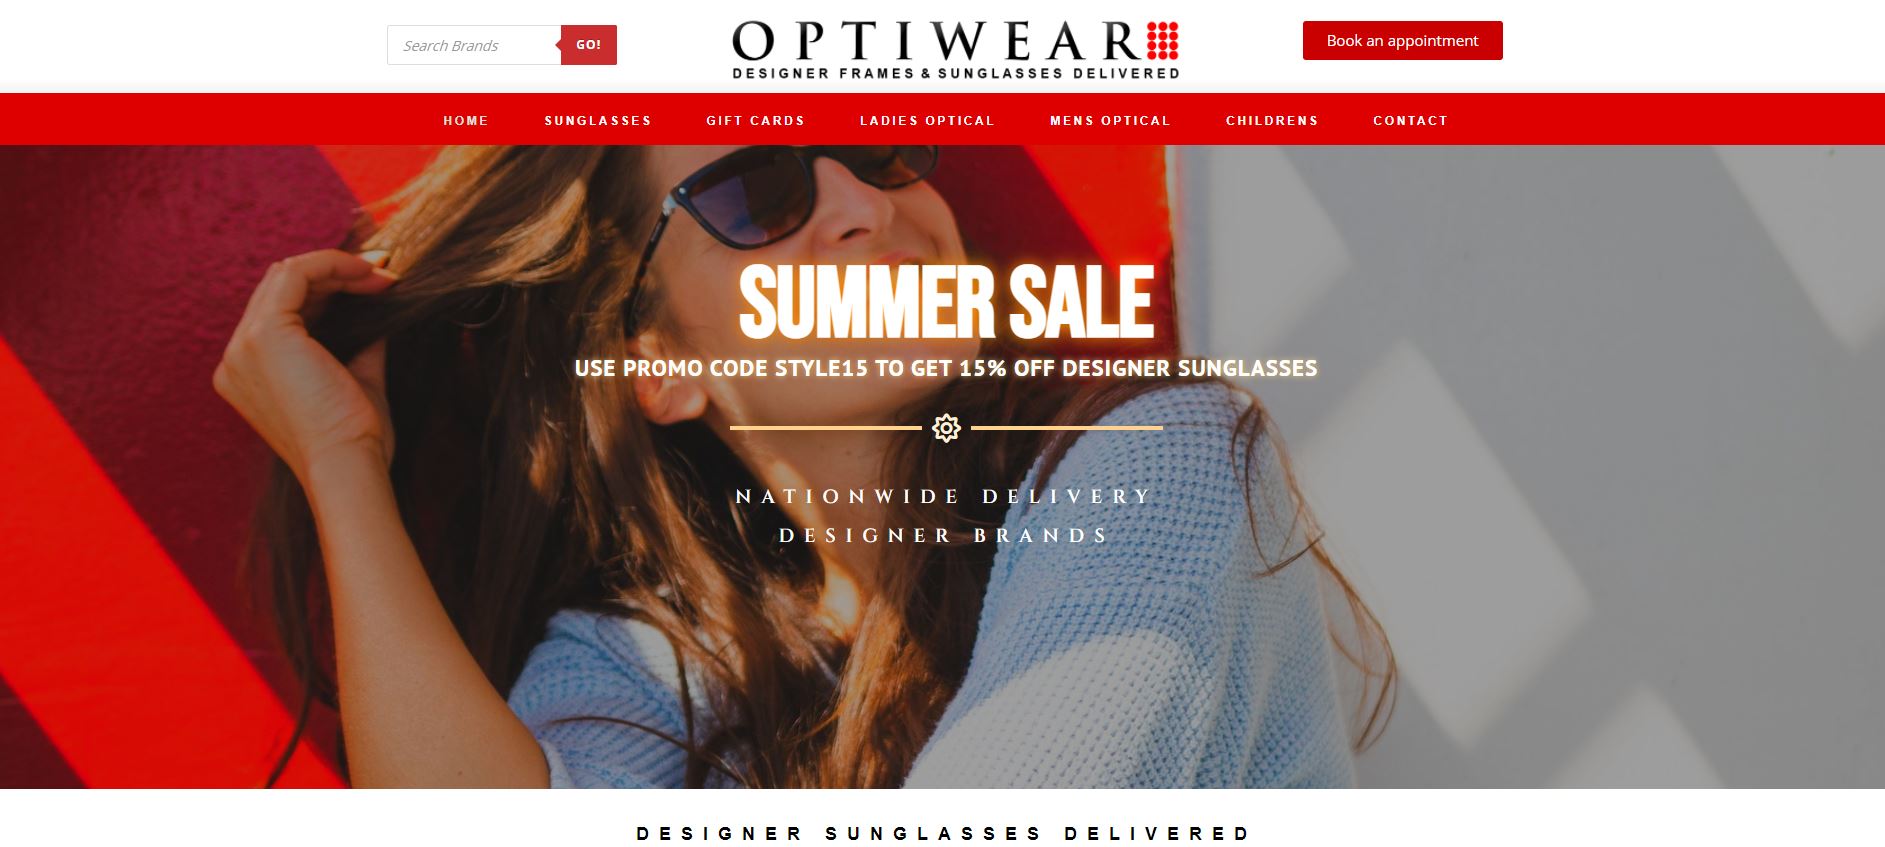 Search Brands
GO!
OPTIWEAR
DESIGNER FRAMES & SUNGLASSES DELIVERED
Book an appointment
HOME
SUNGLASSES
GIFT CARDS
LADIES OPTICAL
MENS OPTICAL
CHILDRENS
CONTACT
SUMMER SALE
USE PROMO CODE STYLE15 TO GET 15% OFF DESIGNER SUNGLASSES
NATIONWIDE DELIVERY
DESIGNER BRANDS
DESIGNER SUNGLASSES DELIVERED